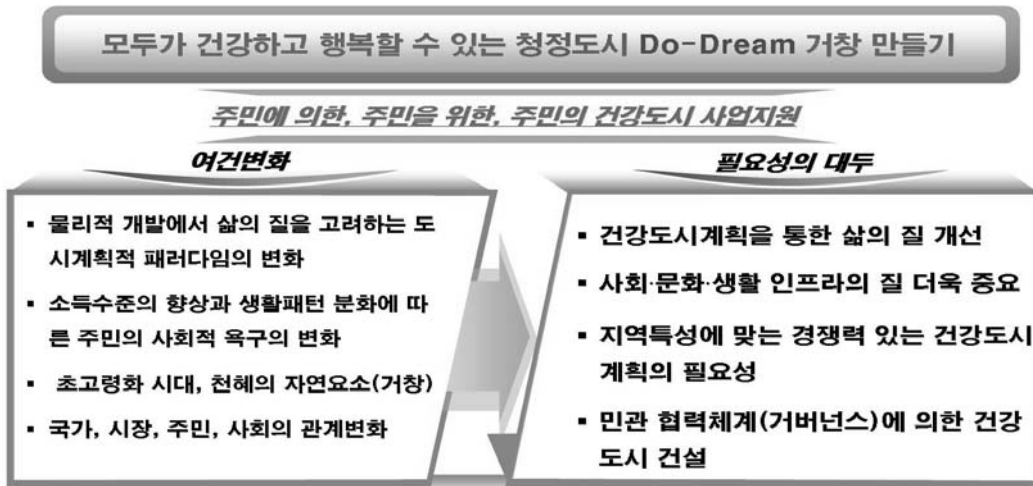 모두가 건강하고 행복할 수 있는 청정도시 Do-Dream 거창 만들기
주민에 의한, 주민을 위한, 주민의 건강도시 사업지원
여건변화
▪ 물리적 개발에서 삶의 질을 고려하는 도
시계획적 패러다임의 변화
▪ 소득수준의 향상과 생활패턴 분화에 따
른 주민의 사회적 욕구의 변화
▪ 초고령화 시대, 천혜의 자연요소(거창)
▪ 국가, 시장, 주민, 사회의 관계변화
필요성의 대두
▪ 건강도시계획을 통한 삶의 질 개선
▪ 사회·문화·생활 인프라의 질 더욱 중요
▪ 지역특성에 맞는 경쟁력 있는 건강도시
계획의 필요성
▪ 민관 협력체계(거버넌스)에 의한 건강
도시 건설